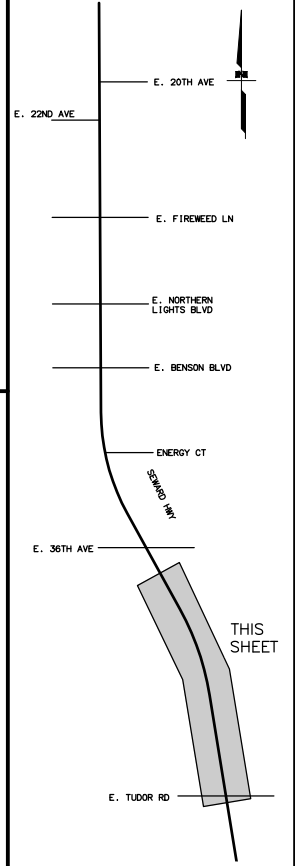 E. 20TH AVE
E. 22ND AVE
E. FIREWEED LN
E. NORTHERN
LIGHTS BLVD
E. BENSON BLVD
ENERGY CT
SEWARD HWY
E. 36TH AVE
THIS
SHEET
E. TUDOR RD